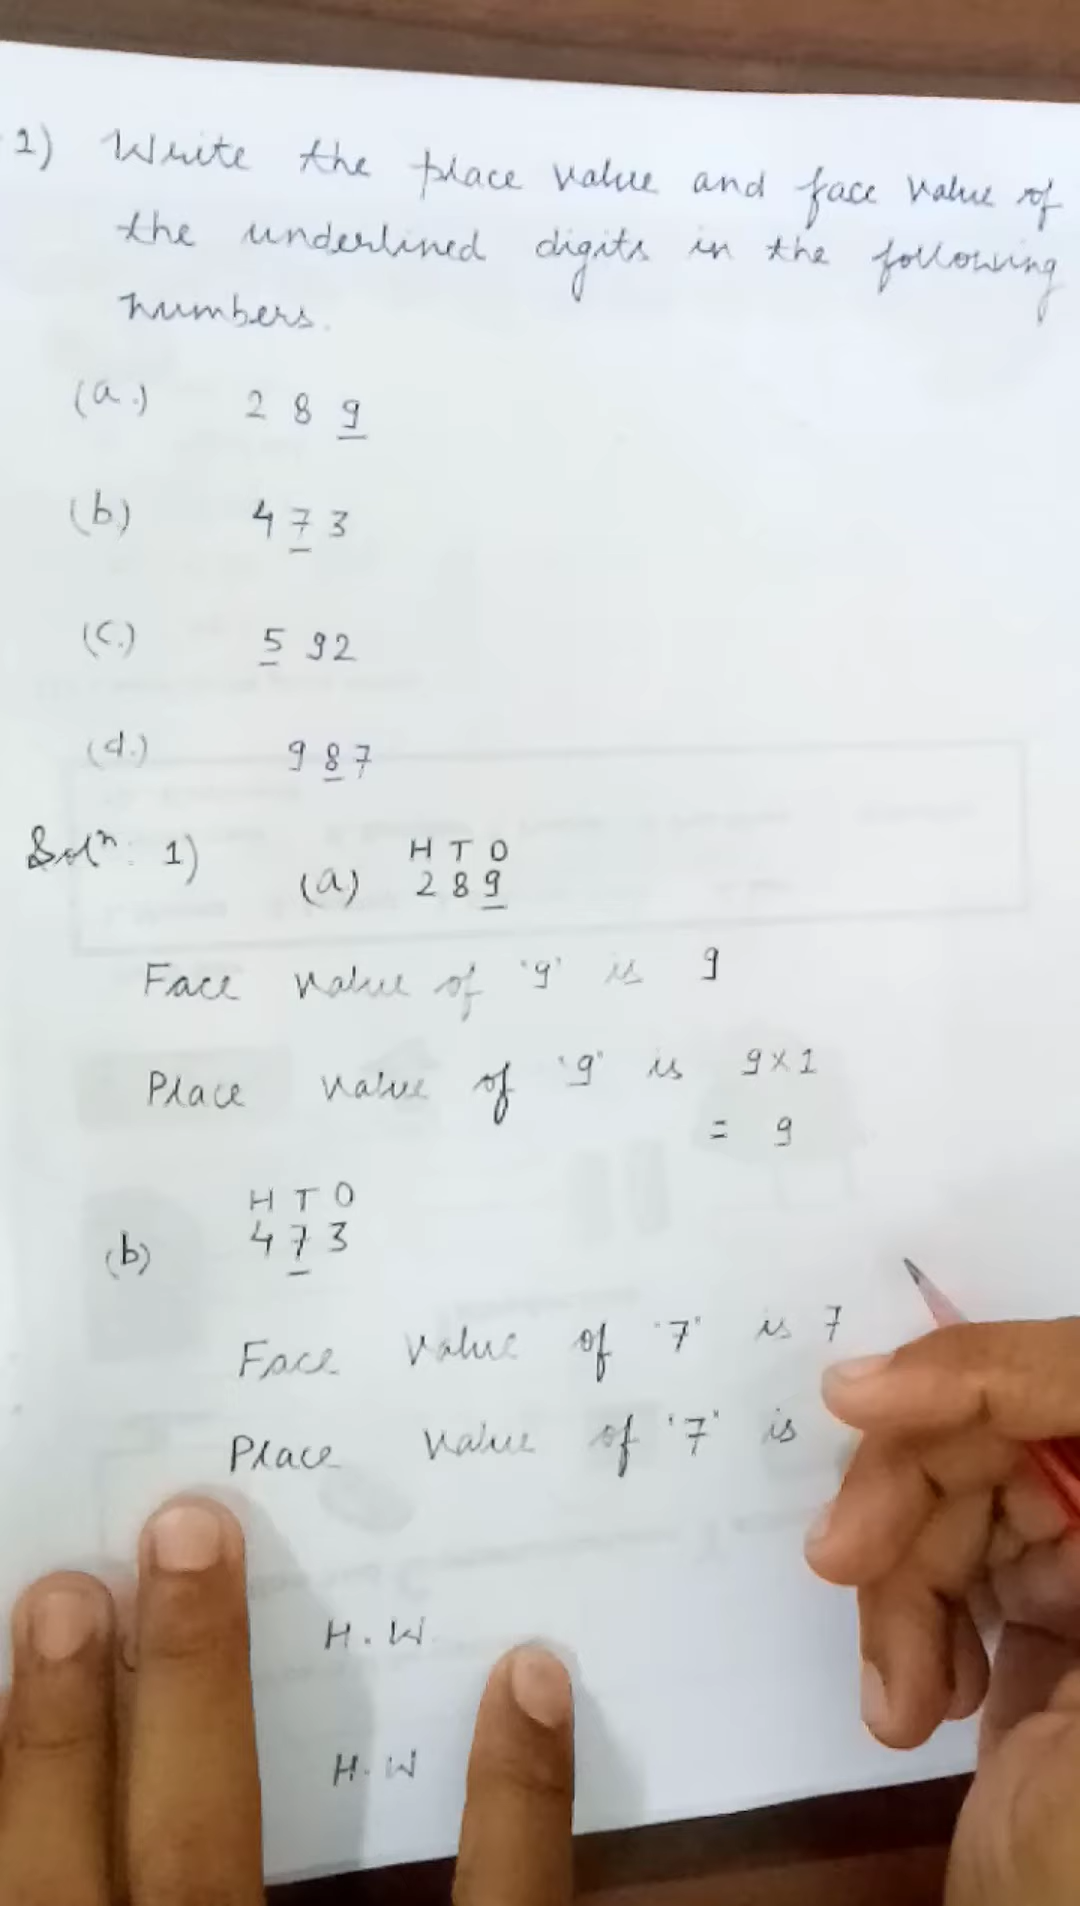 1) Write the place value and face value of
the underlined digits in the following
numbers.
(a.) 2 8 9
(b.) 4 7 3
(c.) 5 9 2
(d.) 9 8 7
Solⁿ: 1)
H T O
(a) 2 8 9
Face value of '9' is 9
Place value of '9' is 9 × 1
= 9
H T O
(b) 4 7 3
Face value of '7' is 7
Place value of '7' is
H. W.
H. W